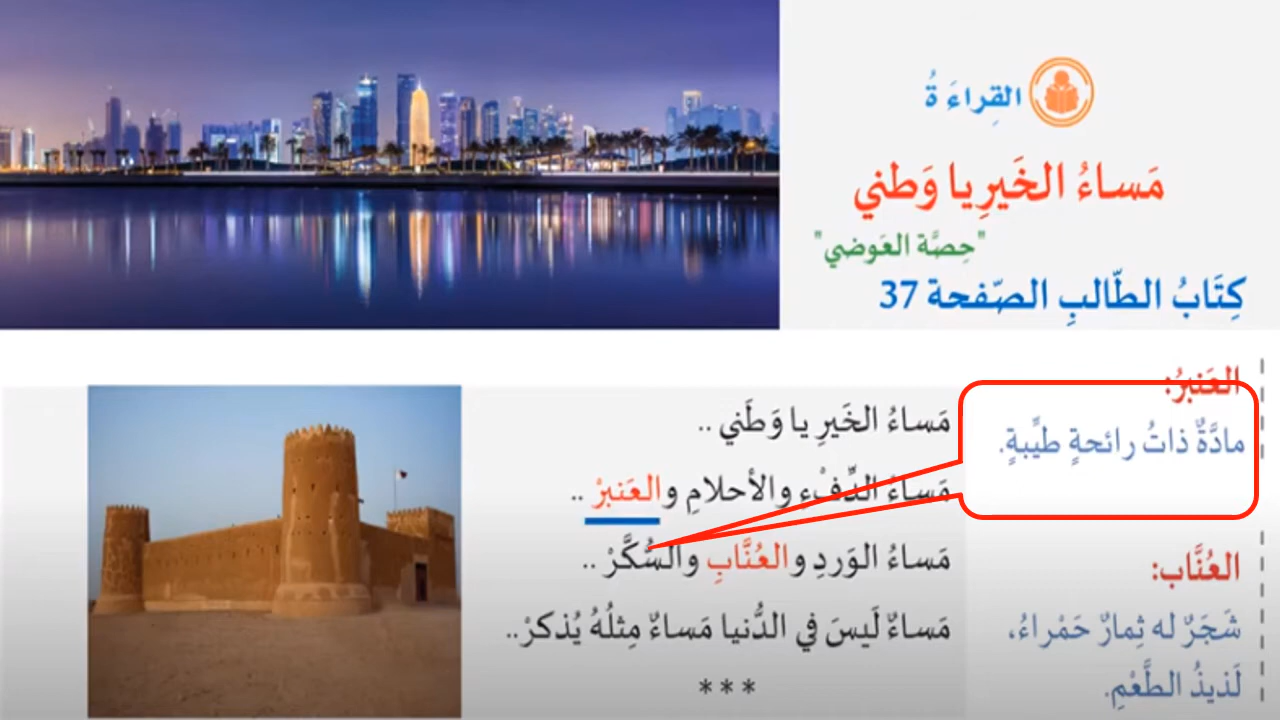 القِراءَةُ
مَساءُ الخَيرِ يا وَطني
"حِصَّة العَوضي"
كِتَابُ الطّالبِ الصّفحة 37
مَساءُ الخَيرِ يا وَطَني ..
مَساءُ الدِّفْءِ والأحلامِ والعَنبرْ ..
مَساءُ الوَردِ والعُنَّابِ والسُّكَّرْ ..
مَساءٌ لَيسَ في الدُّنيا مَساءٌ مِثلُهُ يُذكرْ..
***
العَنبرُ:
مادَّةٌ ذاتُ رائحةٍ طيِّبةٍ.
العُنَّاب:
شَجَرٌ له ثِمارٌ حَمْراءُ،
لَذيذُ الطَّعْمِ.